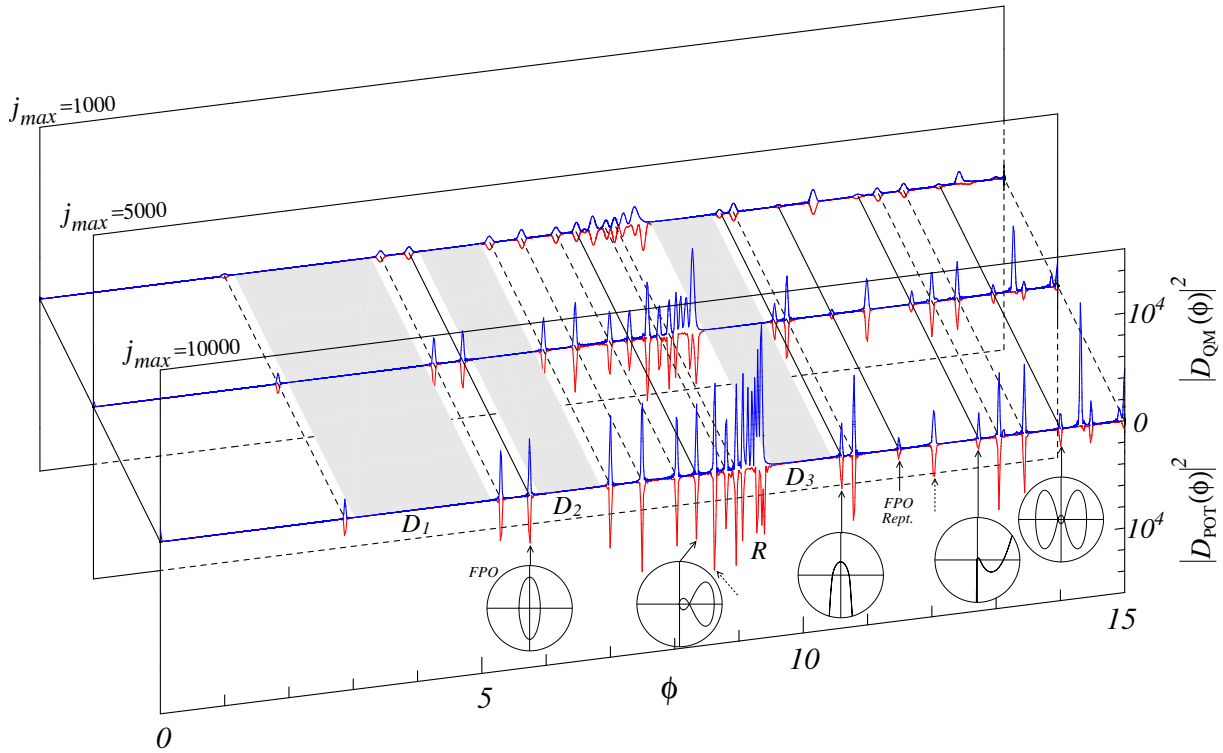 j_max=1000
j_max=5000
j_max=10000
10^4
|D_QM(ϕ)|^2
0
D_1
D_2
D_3
FPO
Rept.
R
FPO
10^4
|D_POT(ϕ)|^2
15
10
5
ϕ
0